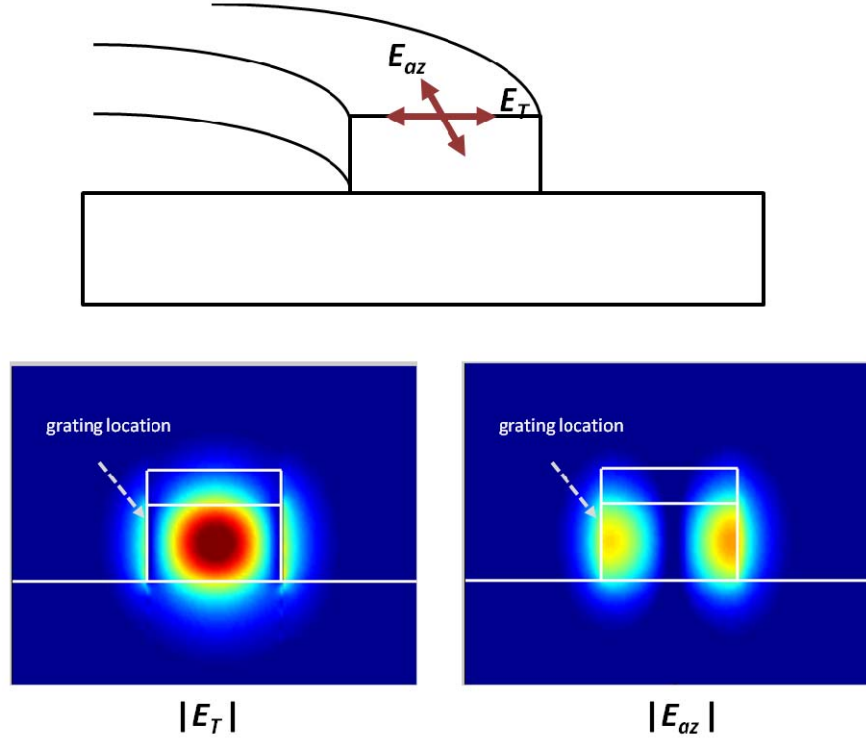 E_az
E_T
grating location
grating location
|E_T|
|E_az|